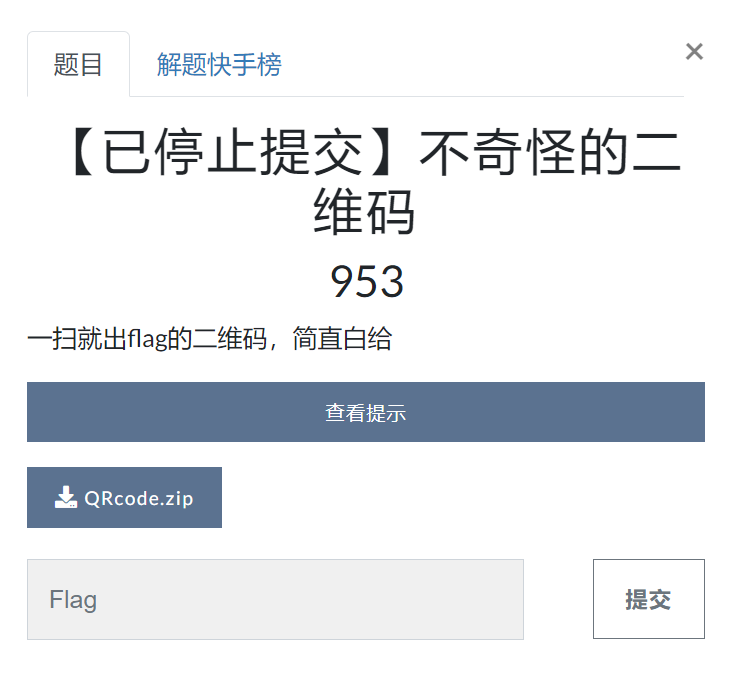 题目 解题快手榜 ×
【已停止提交】不奇怪的二
维码
953
一扫就出flag的二维码，简直白给
查看提示
QRcode.zip
Flag 提交